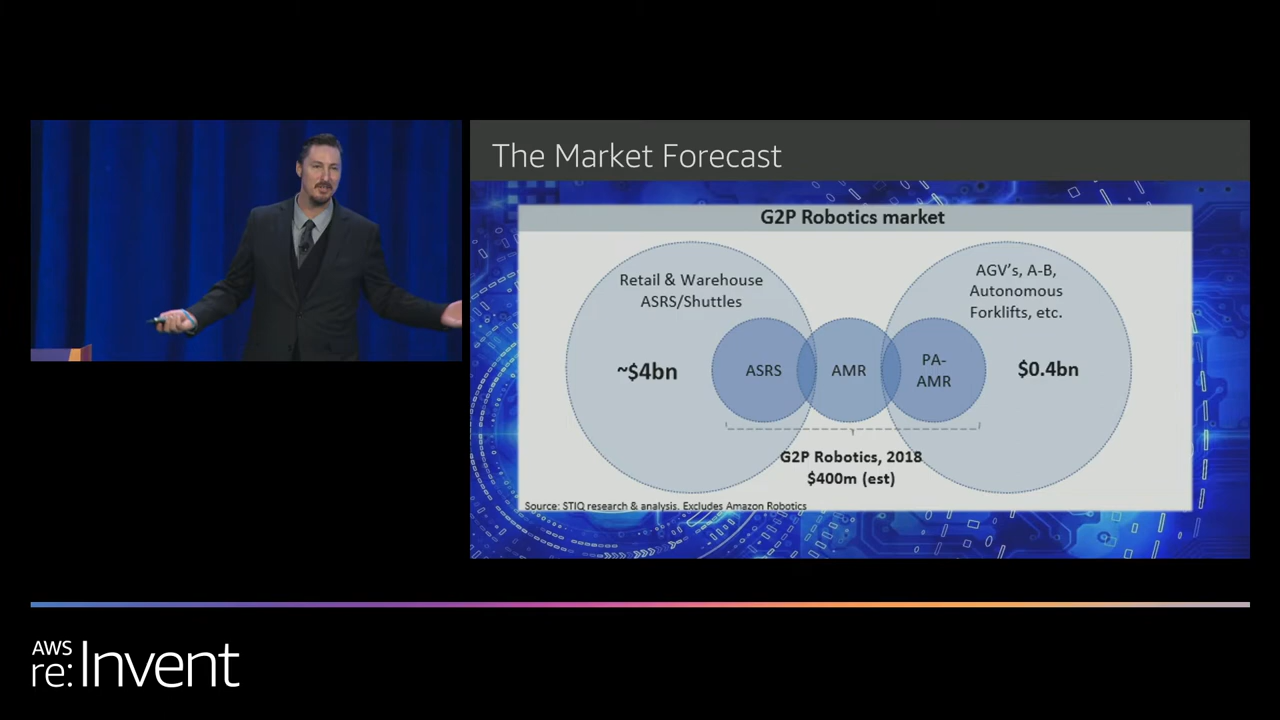 The Market Forecast
G2P Robotics market
Retail & Warehouse
ASRS/Shuttles
~$4bn
ASRS
AMR
PA-
AMR
AGV's, A-B,
Autonomous
Forklifts, etc.
$0.4bn
G2P Robotics, 2018
$400m (est)
Source: STIQ research & analysis. Excludes Amazon Robotics
AWS
re:Invent